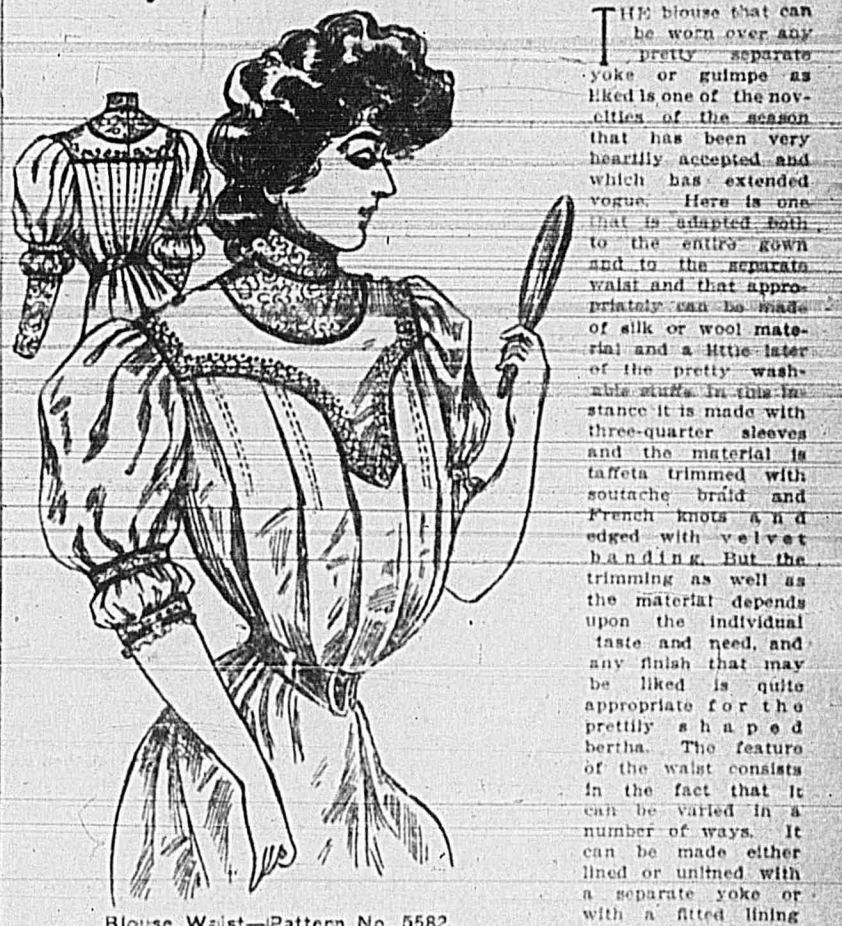 THE blouse that can
be worn over any
pretty separate
yoke or guimpe as
liked is one of the nov-
elties of the season
that has been very
heartily accepted and
which has extended
vogue. Here is one
that is adapted both
to the entire gown
and to the separate
waist and that appro-
priately can be made
of silk or wool mate-
rial and a little later
of the pretty wash-
able stuffs. In this in-
stance it is made with
three-quarter sleeves
and the material is
taffeta trimmed with
soutache braid and
French knots and
edged with velvet
banding. But the
trimming as well as
the material depends
upon the individual
taste and need, and
any finish that may
be liked is quite
appropriate for the
prettily shaped
bertha. The feature
of the waist consists
in the fact that it
can be varied in a
number of ways. It
can be made either
lined or unlined with
a separate yoke or
with a fitted lining
Blouse Waist—Pattern No. 5582